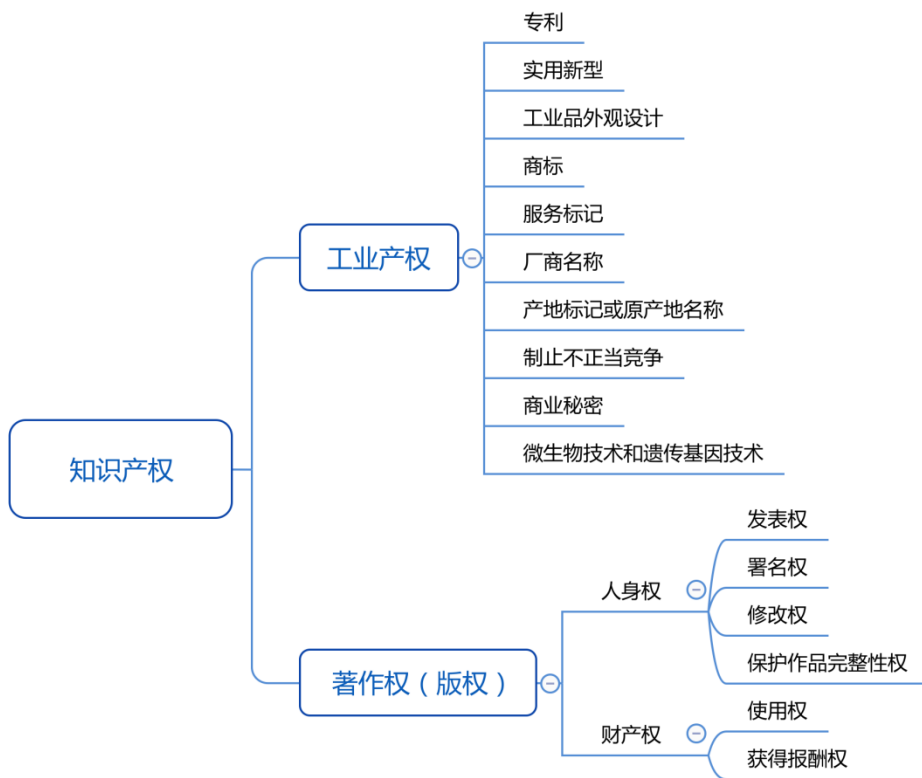 知识产权
工业产权
专利
实用新型
工业品外观设计
商标
服务标记
厂商名称
产地标记或原产地名称
制止不正当竞争
商业秘密
微生物技术和遗传基因技术
著作权（版权）
人身权
发表权
署名权
修改权
保护作品完整性权
财产权
使用权
获得报酬权